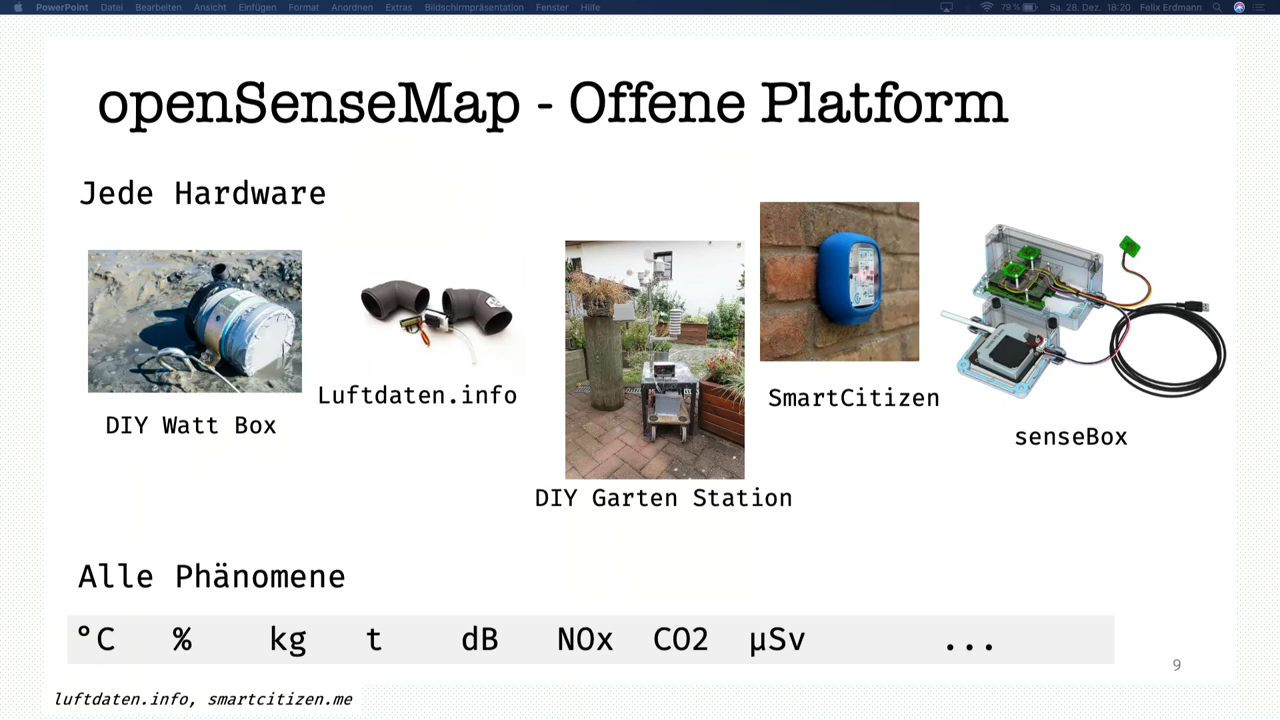 PowerPoint Datei Bearbeiten Ansicht Einfügen Format Anordnen Extras Bildschirmpräsentation Fenster Hilfe 79 % Sa. 28. Dez. 18:20 Felix Erdmann
openSenseMap - Offene Platform
Jede Hardware
DIY Watt Box
Luftdaten.info
DIY Garten Station
SmartCitizen
senseBox
Alle Phänomene
°C % kg t dB NOx CO2 µSv ...
9
luftdaten.info, smartcitizen.me